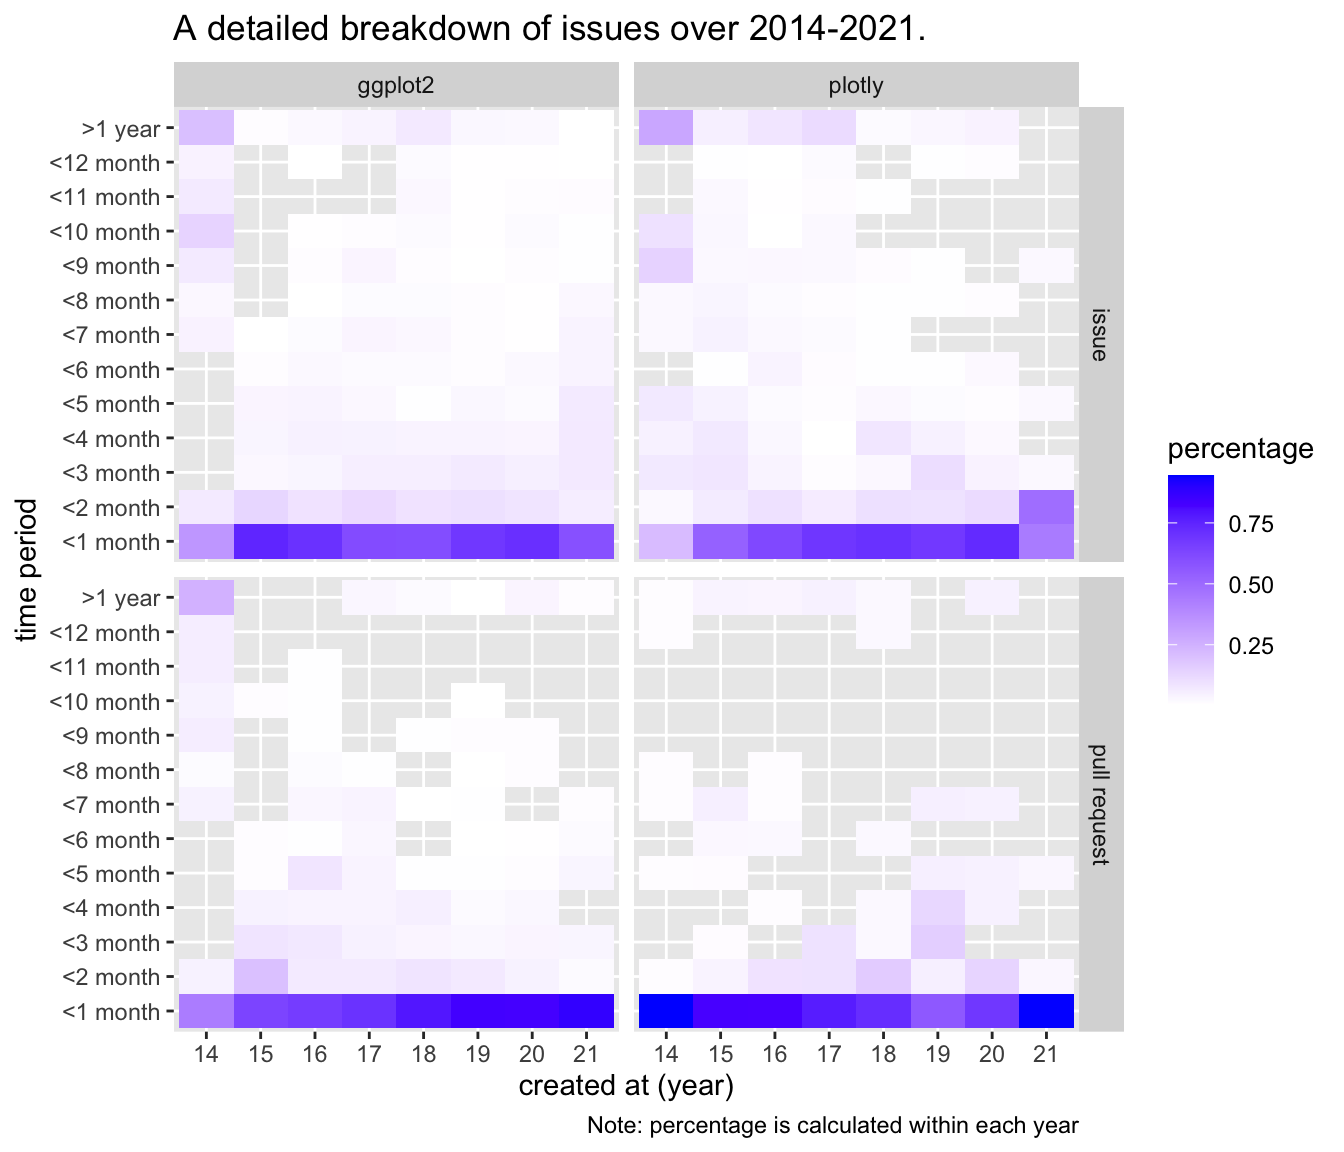 A detailed breakdown of issues over 2014-2021.
ggplot2
plotly
>1 year
<12 month
<11 month
<10 month
<9 month
<8 month
<7 month
<6 month
<5 month
<4 month
<3 month
<2 month
<1 month
issue
time period
>1 year
<12 month
<11 month
<10 month
<9 month
<8 month
<7 month
<6 month
<5 month
<4 month
<3 month
<2 month
<1 month
pull request
14 15 16 17 18 19 20 21
14 15 16 17 18 19 20 21
created at (year)
percentage
0.75
0.50
0.25
Note: percentage is calculated within each year